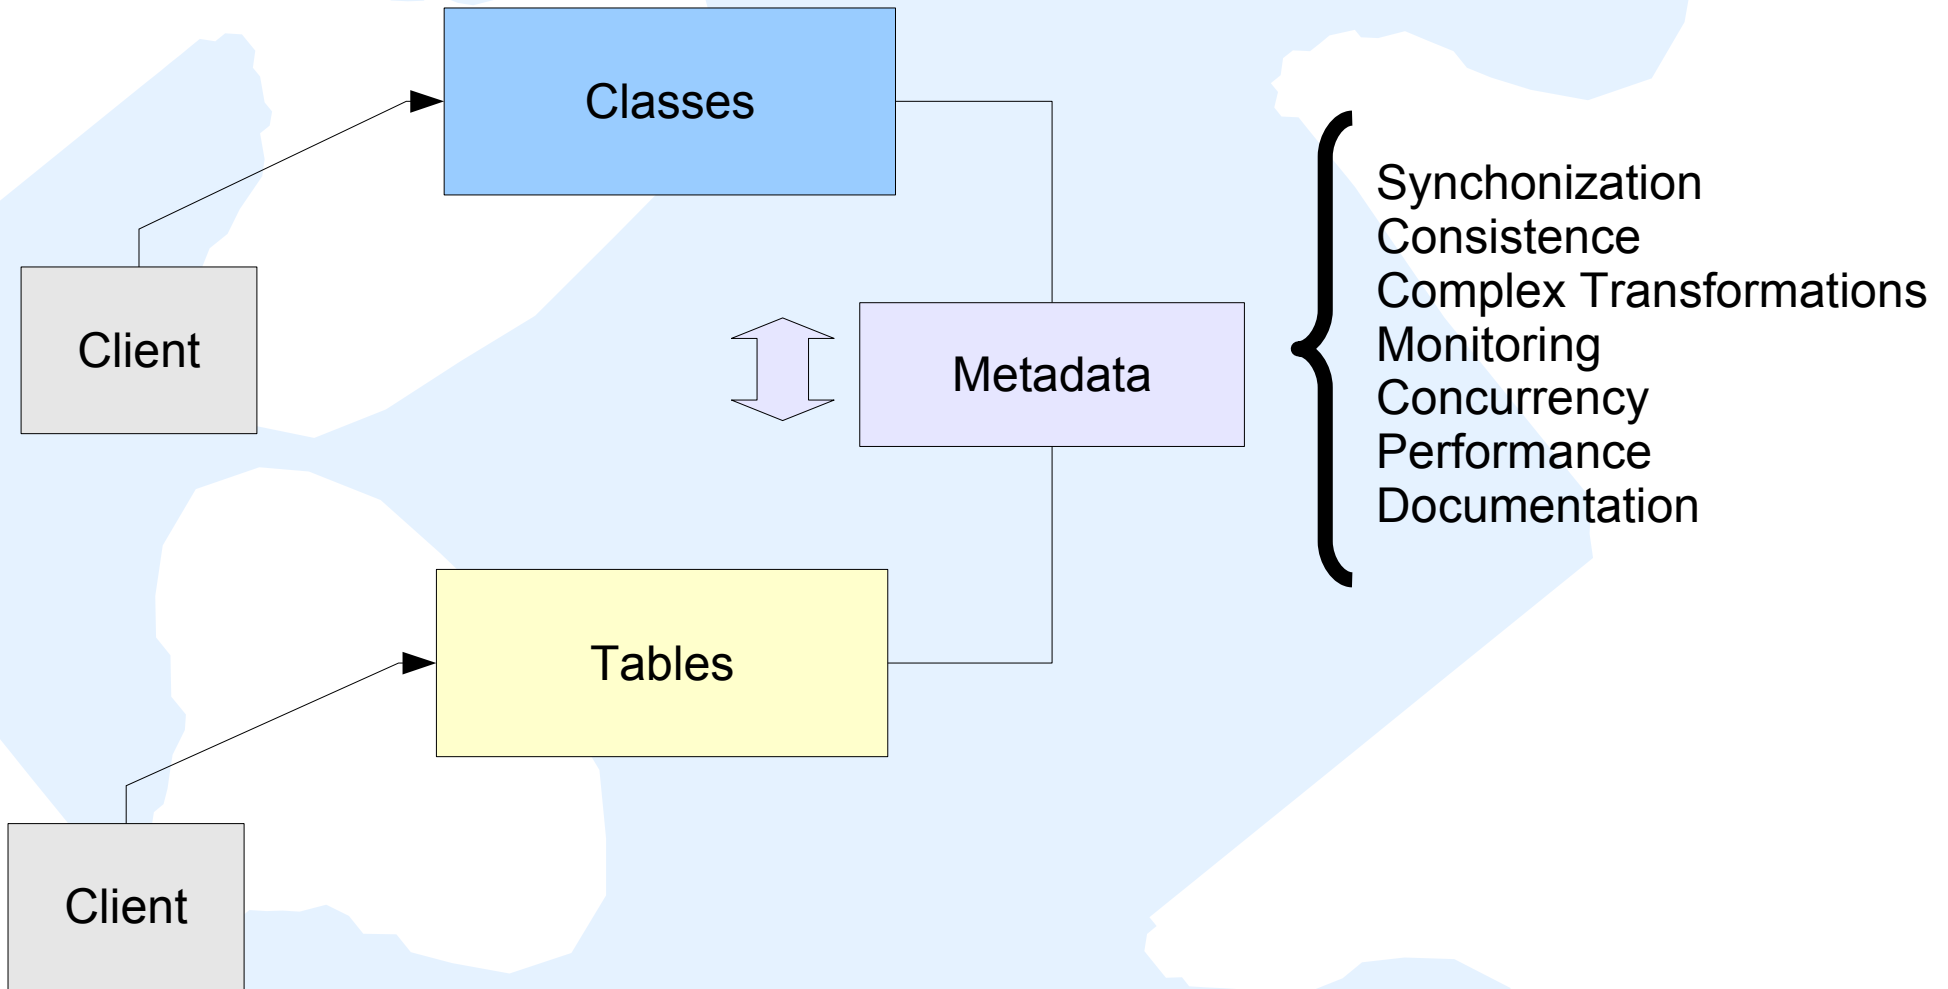 Classes
Client
Metadata
Synchonization
Consistence
Complex Transformations
Monitoring
Concurrency
Performance
Documentation
Tables
Client